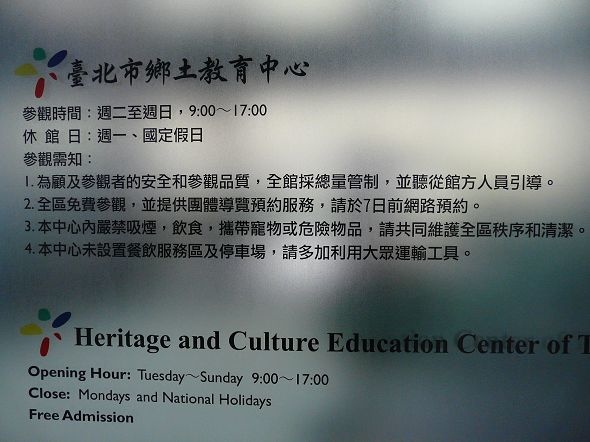 臺北市鄉土教育中心
參觀時間：週二至週日，9:00～17:00
休 館 日：週一、國定假日
參觀需知：
1.為顧及參觀者的安全和參觀品質，全館採總量管制，並聽從館方人員引導。
2.全區免費參觀，並提供團體導覽預約服務，請於7日前網路預約。
3.本中心內嚴禁吸煙，飲食，攜帶寵物或危險物品，請共同維護全區秩序和清潔。
4.本中心未設置餐飲服務區及停車場，請多加利用大眾運輸工具。
Heritage and Culture Education Center of T
Opening Hour: Tuesday～Sunday 9:00～17:00
Close: Mondays and National Holidays
Free Admission